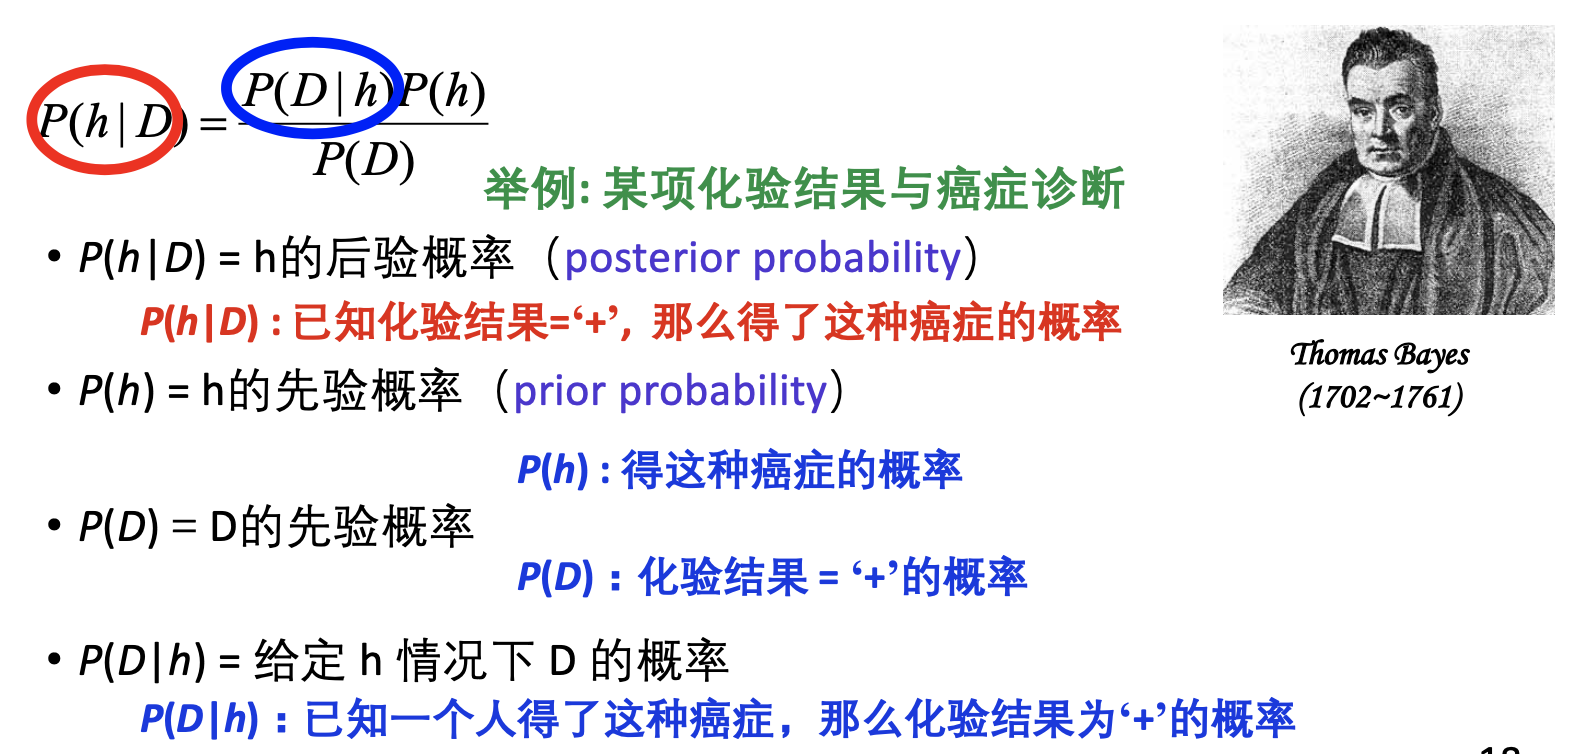 P(h | D) = P(D | h)P(h) / P(D)
举例: 某项化验结果与癌症诊断
• P(h|D) = h的后验概率（posterior probability）
P(h|D) : 已知化验结果=‘+’, 那么得了这种癌症的概率
• P(h) = h的先验概率（prior probability）
P(h) : 得这种癌症的概率
• P(D) = D的先验概率
P(D) : 化验结果 = ‘+’的概率
• P(D|h) = 给定 h 情况下 D 的概率
P(D|h) : 已知一个人得了这种癌症，那么化验结果为‘+’的概率
Thomas Bayes
(1702~1761)